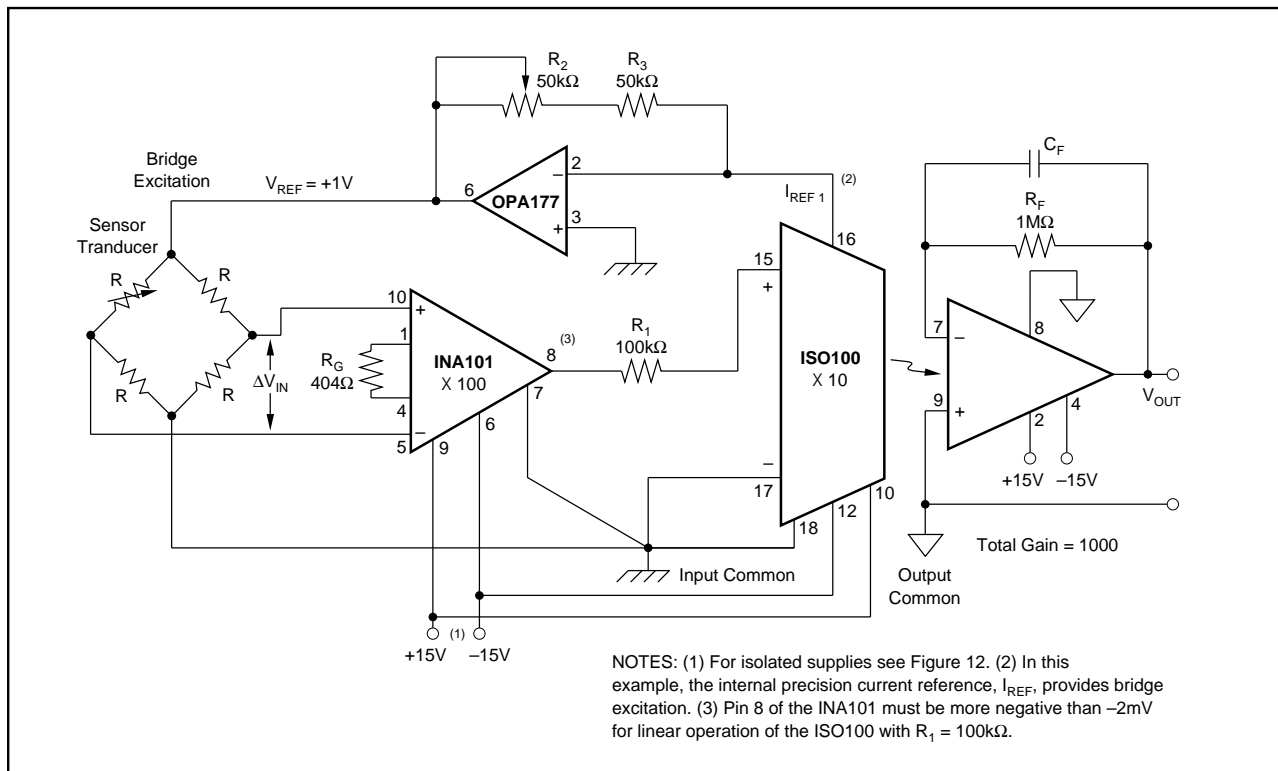 R2
50kΩ
R3
50kΩ
CF
Bridge
Excitation
VREF = +1V
6
OPA177
2
–
3
+
IREF 1
(2)
RF
1MΩ
Sensor
Tranducer
R
R
R
R
ΔVIN
10
+
1
RG
404Ω
4
–
5
INA101
X 100
9
6
7
8
(3)
R1
100kΩ
15
+
16
ISO100
X 10
–
17
18
12
10
7
–
8
9
+
2
4
+15V
–15V
VOUT
Input Common
Output
Common
Total Gain = 1000
+15V
(1)
–15V
NOTES: (1) For isolated supplies see Figure 12. (2) In this
example, the internal precision current reference, IREF, provides bridge
excitation. (3) Pin 8 of the INA101 must be more negative than –2mV
for linear operation of the ISO100 with R1 = 100kΩ.